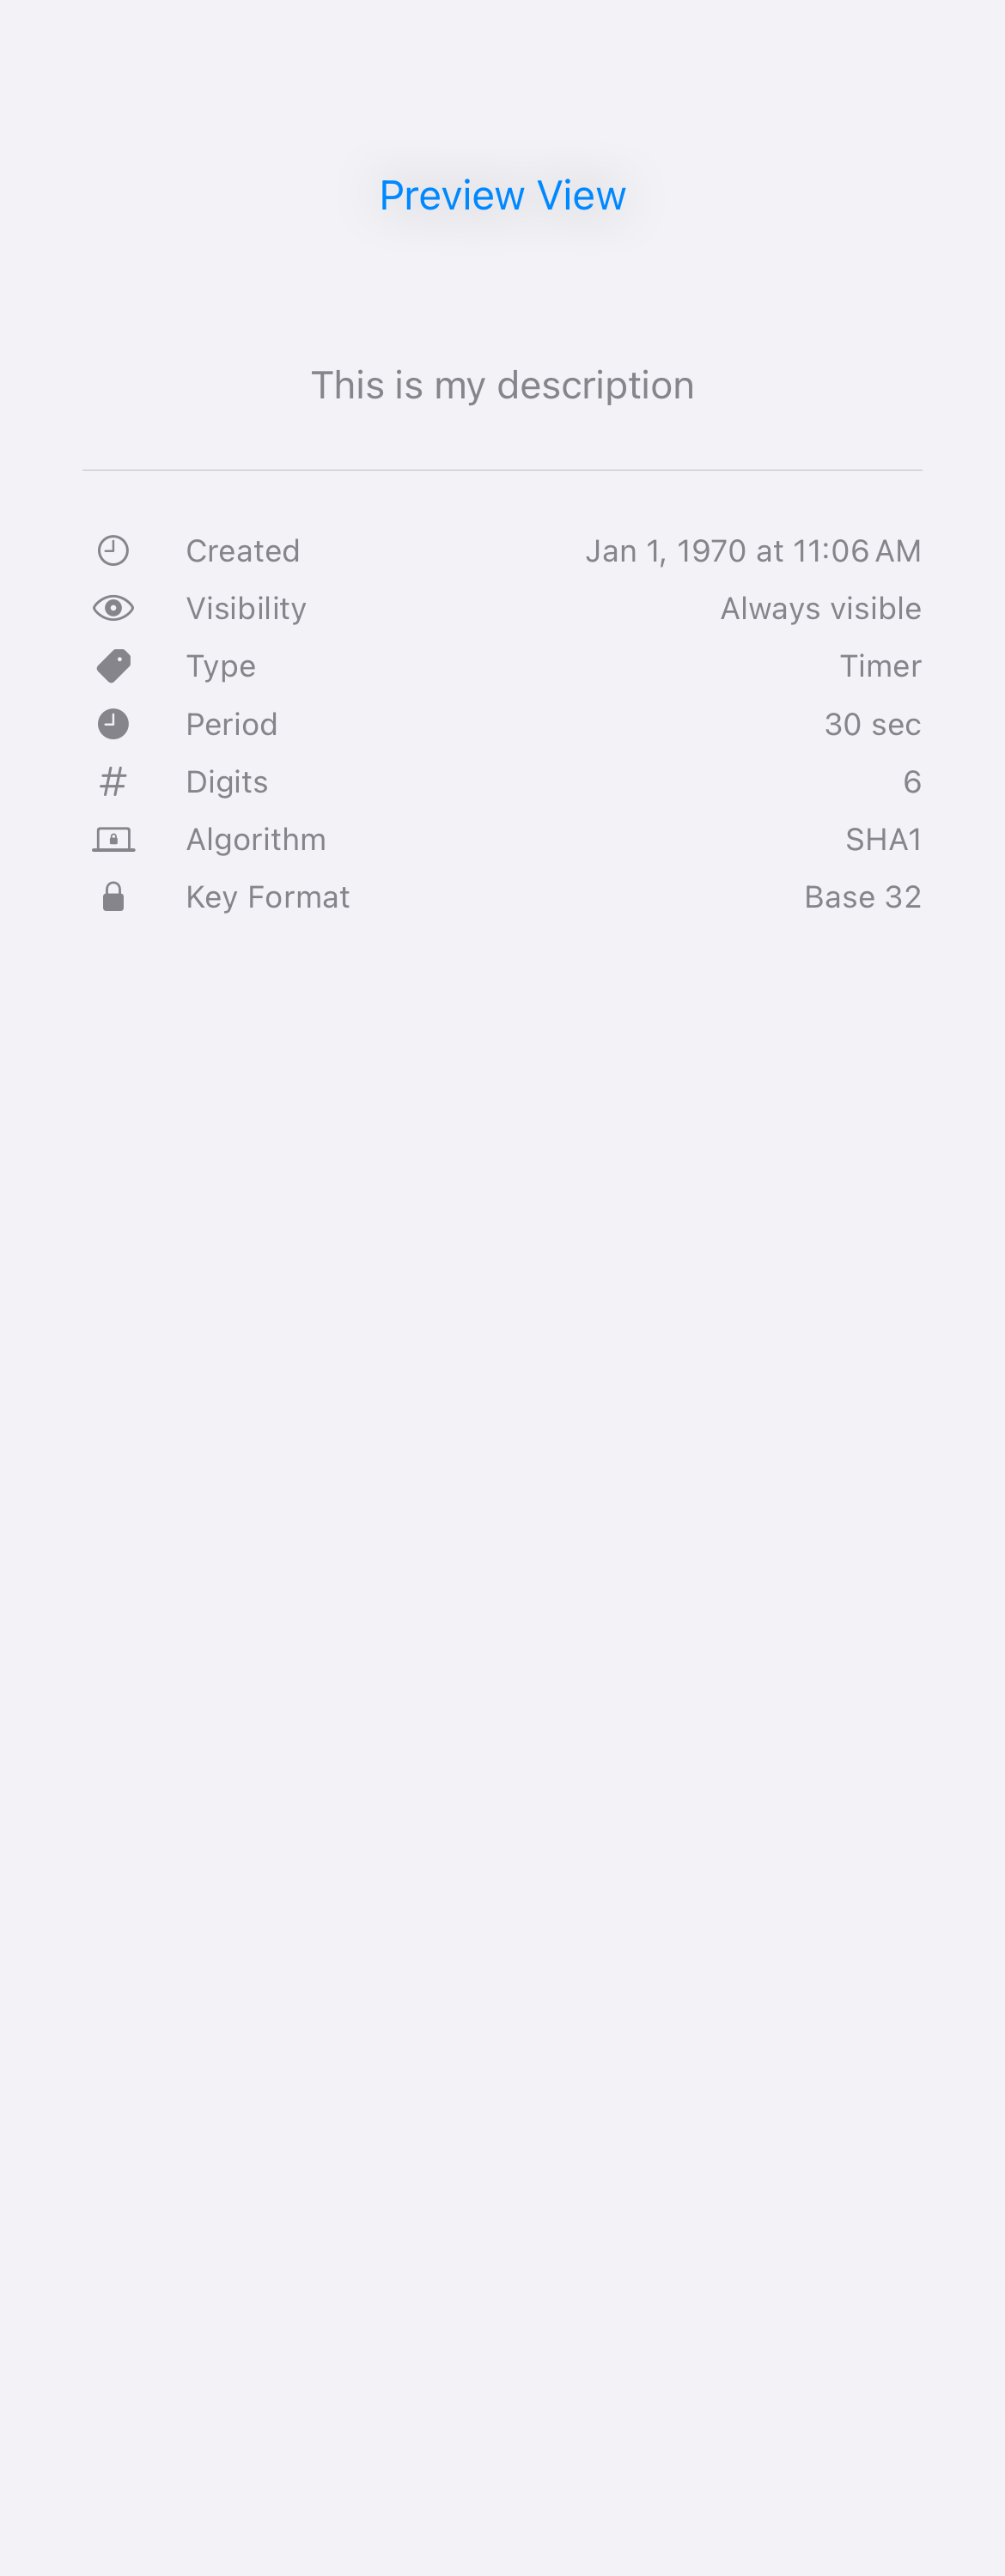 Preview View
This is my description
Created Jan 1, 1970 at 11:06 AM
Visibility Always visible
Type Timer
Period 30 sec
Digits 6
Algorithm SHA1
Key Format Base 32